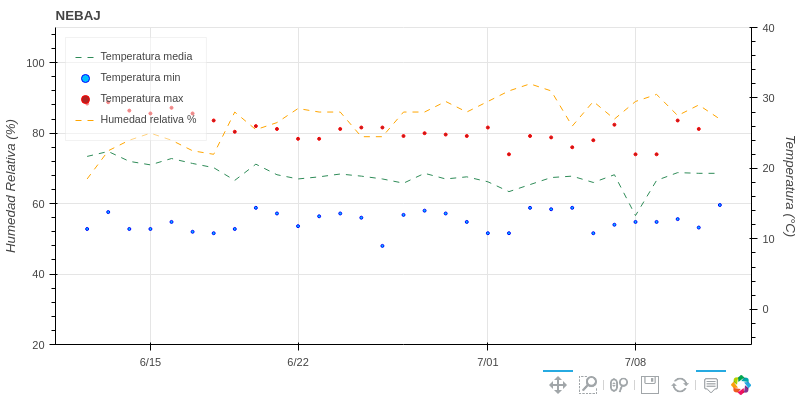 NEBAJ
Temperatura media
Temperatura min
Temperatura max
Humedad relativa %
Humedad Relativa (%)
100
80
60
40
20
6/15
6/22
7/01
7/08
40
30
20
10
0
Temperatura (°C)